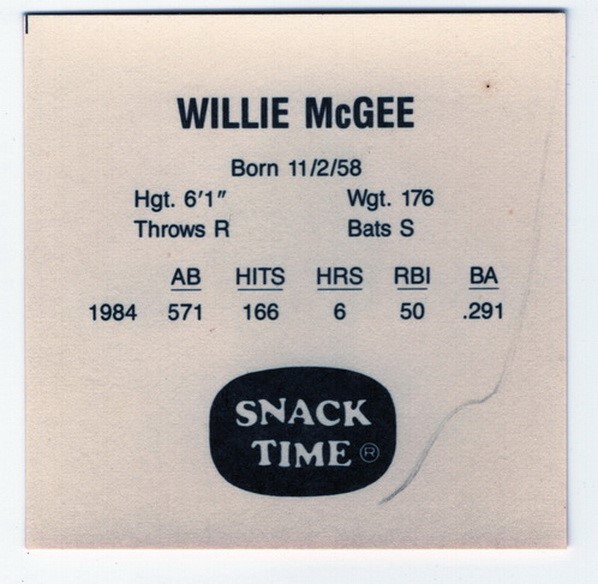 WILLIE McGEE
Born 11/2/58
Hgt. 6'1" Wgt. 176
Throws R Bats S
AB HITS HRS RBI BA
1984 571 166 6 50 .291
SNACK
TIME ®